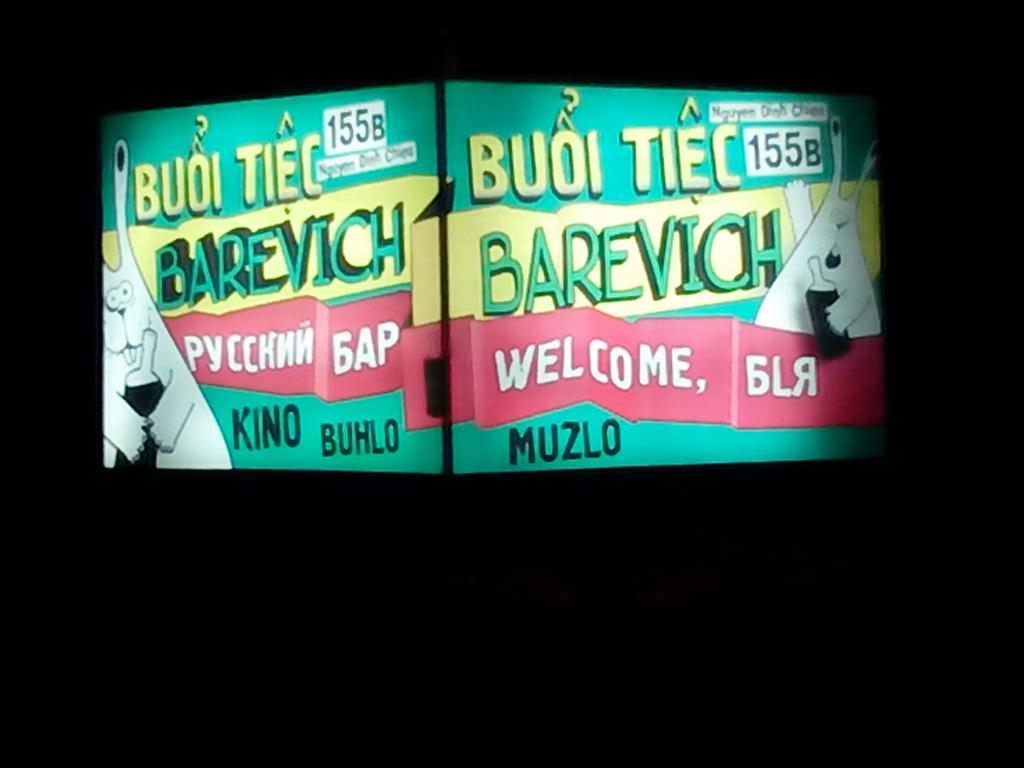 BUỔI TIỆC
155B
Nguyen Dinh Chieu
BAREVICH
РУССКИЙ БАР
KINO BUHLO
BUỔI TIỆC
Nguyen Dinh Chieu
155B
BAREVICH
WELCOME, БLЯ
MUZLO